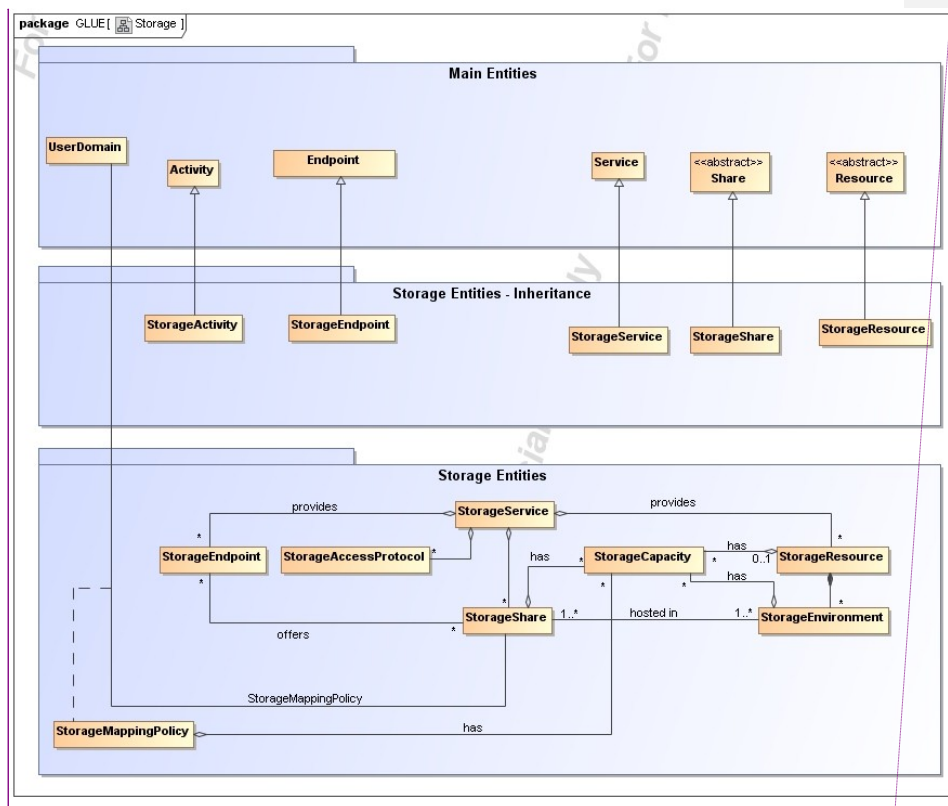 package GLUE[ Storage ]
Main Entities
UserDomain
Activity
Endpoint
Service
<<abstract>>
Share
<<abstract>>
Resource
Storage Entities - Inheritance
StorageActivity
StorageEndpoint
StorageService
StorageShare
StorageResource
Storage Entities
provides
StorageService
provides
*
*
StorageEndpoint
StorageAccessProtocol
*
has
*
StorageCapacity
has
*
0..1
StorageResource
*
*
*
has
*
*
StorageShare
1..*
hosted in
1..*
StorageEnvironment
offers
*
StorageMappingPolicy
StorageMappingPolicy
has